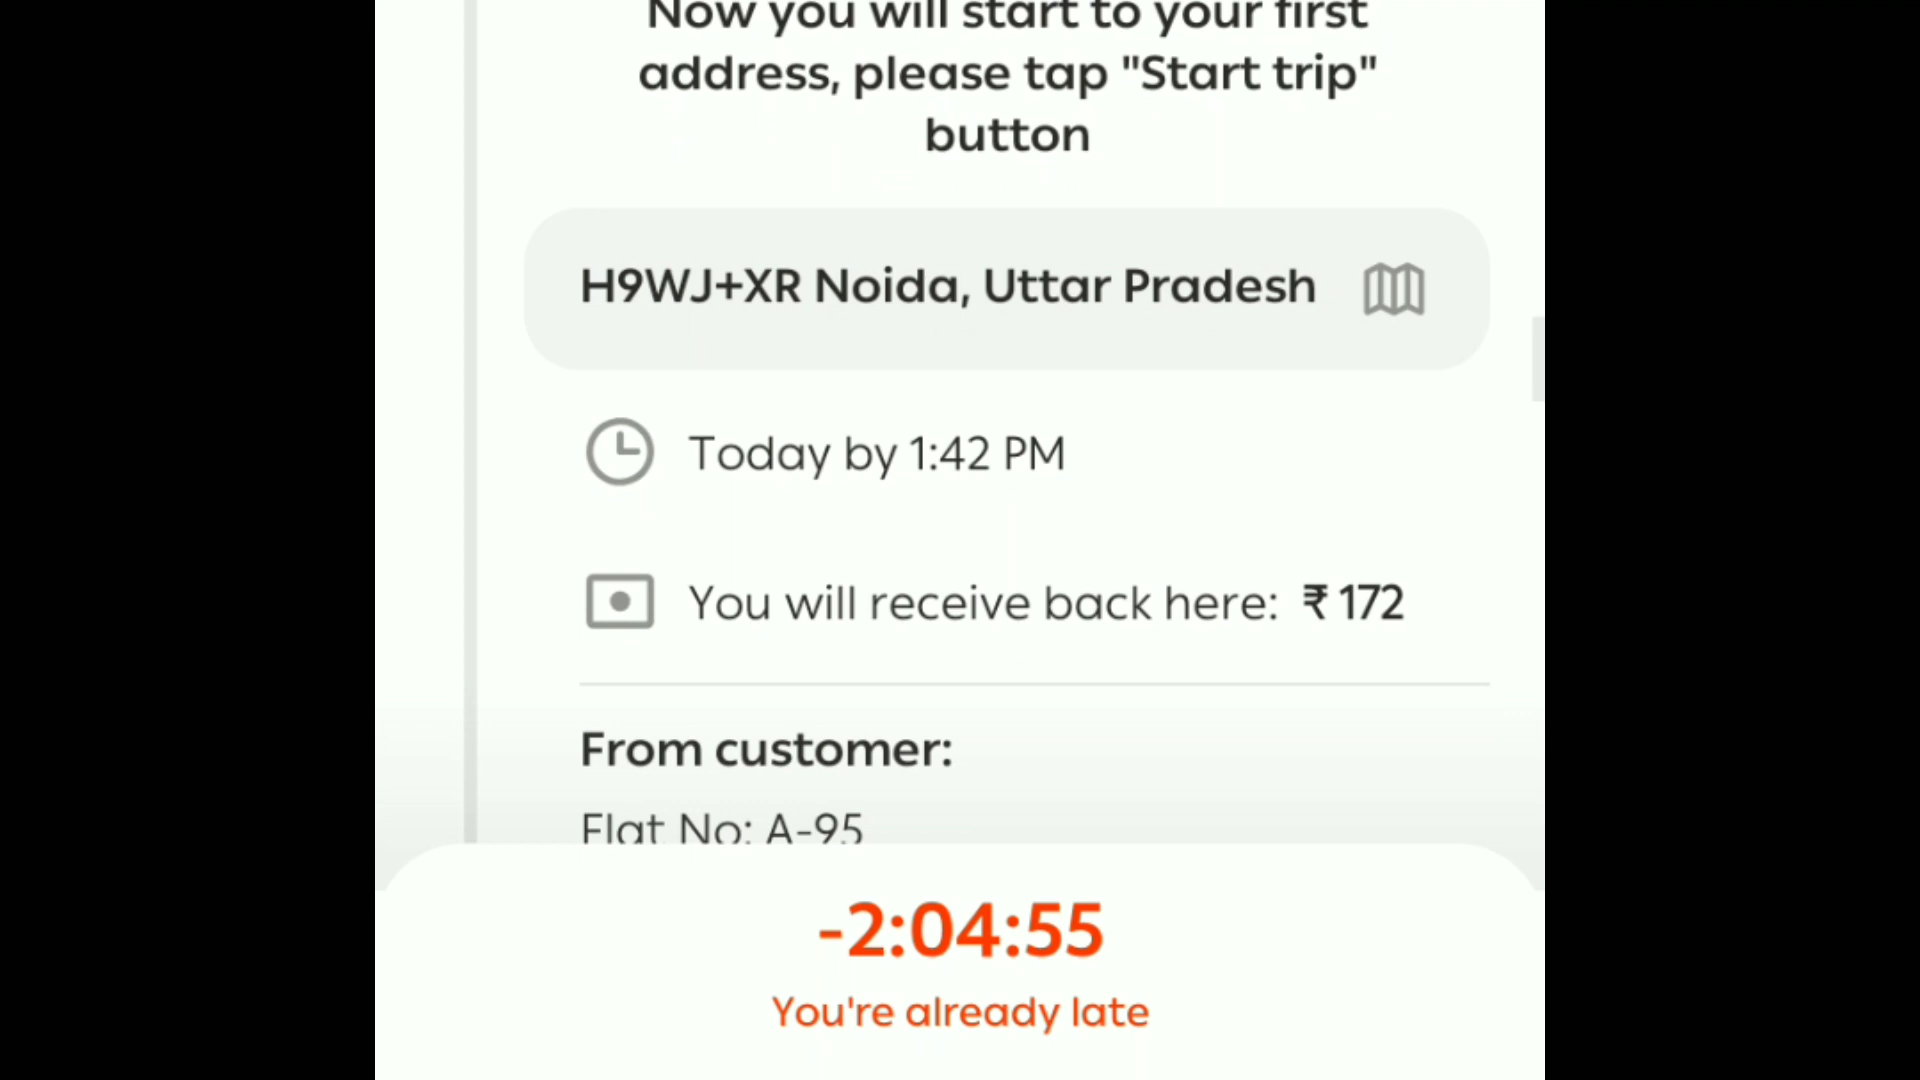 Now you will start to your first
address, please tap "Start trip"
button
H9WJ+XR Noida, Uttar Pradesh
Today by 1:42 PM
You will receive back here: ₹ 172
From customer:
Flat No: A-95
-2:04:55
You're already late